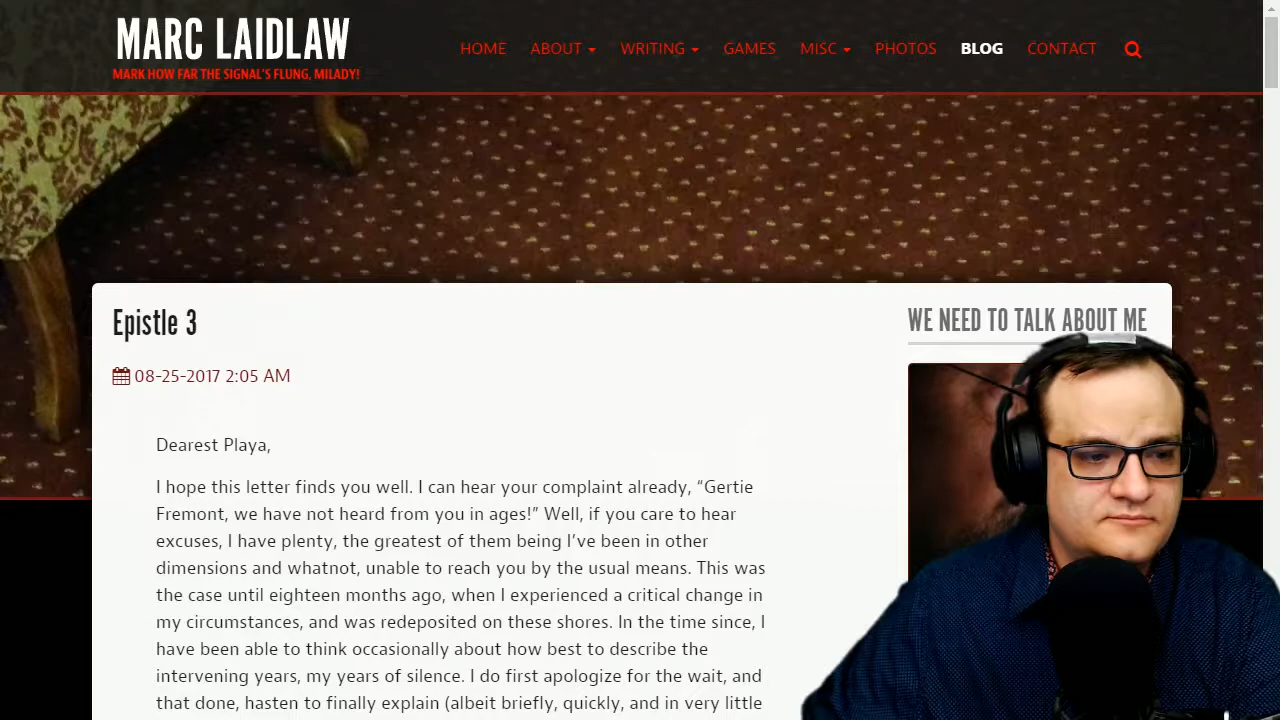 MARC LAIDLAW
MARK HOW FAR THE SIGNAL'S FLUNG, MILADY!
HOME ABOUT WRITING GAMES MISC PHOTOS BLOG CONTACT
Epistle 3
08-25-2017 2:05 AM
Dearest Playa,
I hope this letter finds you well. I can hear your complaint already, “Gertie
Fremont, we have not heard from you in ages!” Well, if you care to hear
excuses, I have plenty, the greatest of them being I’ve been in other
dimensions and whatnot, unable to reach you by the usual means. This was
the case until eighteen months ago, when I experienced a critical change in
my circumstances, and was redeposited on these shores. In the time since, I
have been able to think occasionally about how best to describe the
intervening years, my years of silence. I do first apologize for the wait, and
that done, hasten to finally explain (albeit briefly, quickly, and in very little
WE NEED TO TALK ABOUT ME